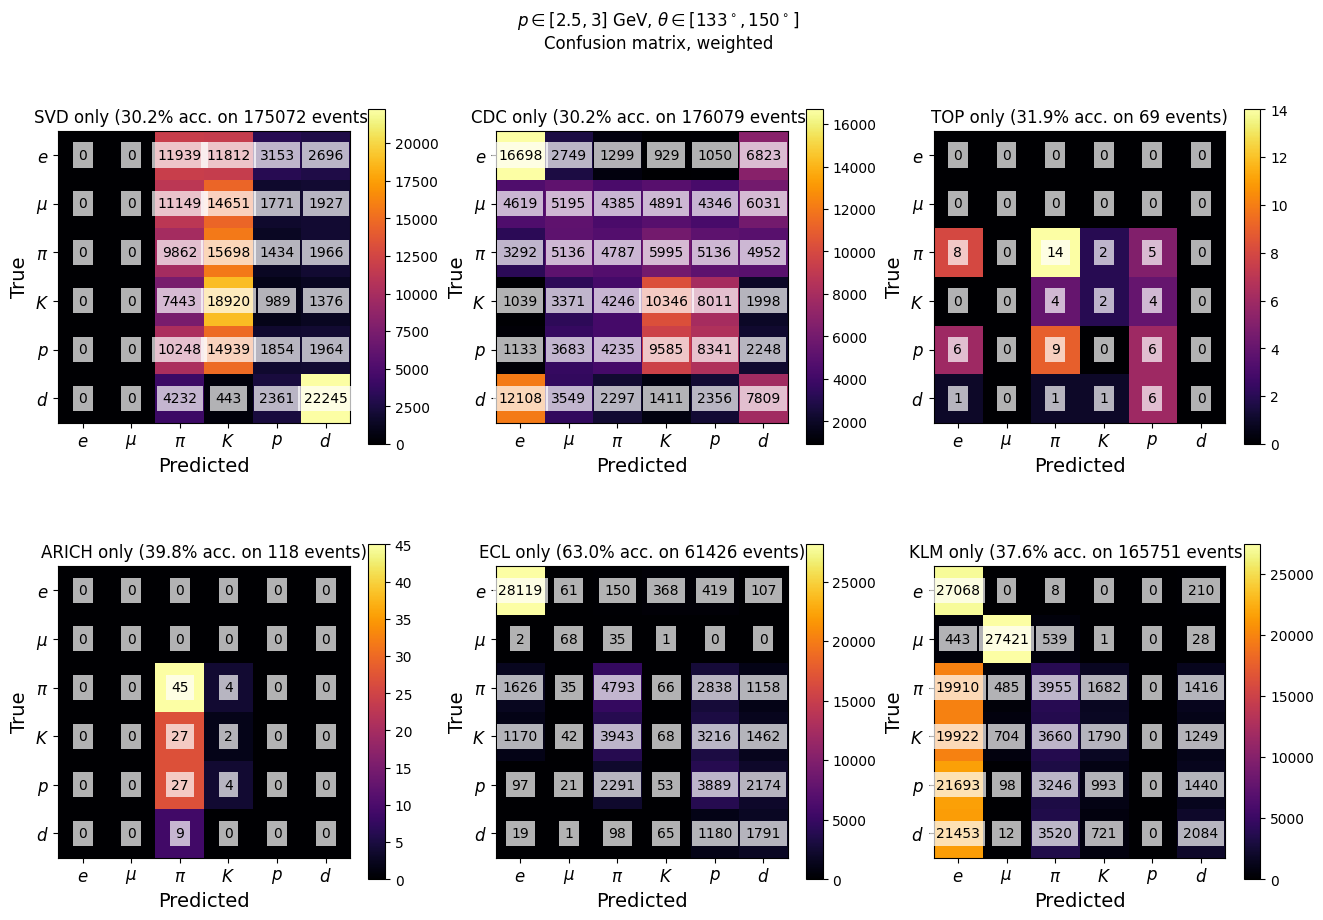 p ∈ [2.5, 3] GeV, θ ∈ [133°, 150°]
Confusion matrix, weighted
SVD only (30.2% acc. on 175072 events
True
e 0 0 11939 11812 3153 2696
μ 0 0 11149 14651 1771 1927
π 0 0 9862 15698 1434 1966
K 0 0 7443 18920 989 1376
p 0 0 10248 14939 1854 1964
d 0 0 4232 443 2361 22245
e μ π K p d
Predicted
20000
17500
15000
12500
10000
7500
5000
2500
0
CDC only (30.2% acc. on 176079 events
True
e 16698 2749 1299 929 1050 6823
μ 4619 5195 4385 4891 4346 6031
π 3292 5136 4787 5995 5136 4952
K 1039 3371 4246 10346 8011 1998
p 1133 3683 4235 9585 8341 2248
d 12108 3549 2297 1411 2356 7809
e μ π K p d
Predicted
16000
14000
12000
10000
8000
6000
4000
2000
TOP only (31.9% acc. on 69 events)
True
e 0 0 0 0 0 0
μ 0 0 0 0 0 0
π 8 0 14 2 5 0
K 0 0 4 2 4 0
p 6 0 9 0 6 0
d 1 0 1 1 6 0
e μ π K p d
Predicted
14
12
10
8
6
4
2
0
ARICH only (39.8% acc. on 118 events)
True
e 0 0 0 0 0 0
μ 0 0 0 0 0 0
π 0 0 45 4 0 0
K 0 0 27 2 0 0
p 0 0 27 4 0 0
d 0 0 9 0 0 0
e μ π K p d
Predicted
45
40
35
30
25
20
15
10
5
0
ECL only (63.0% acc. on 61426 events)
True
e 28119 61 150 368 419 107
μ 2 68 35 1 0 0
π 1626 35 4793 66 2838 1158
K 1170 42 3943 68 3216 1462
p 97 21 2291 53 3889 2174
d 19 1 98 65 1180 1791
e μ π K p d
Predicted
25000
20000
15000
10000
5000
0
KLM only (37.6% acc. on 165751 events
True
e 27068 0 8 0 0 210
μ 443 27421 539 1 0 28
π 19910 485 3955 1682 0 1416
K 19922 704 3660 1790 0 1249
p 21693 98 3246 993 0 1440
d 21453 12 3520 721 0 2084
e μ π K p d
Predicted
25000
20000
15000
10000
5000
0